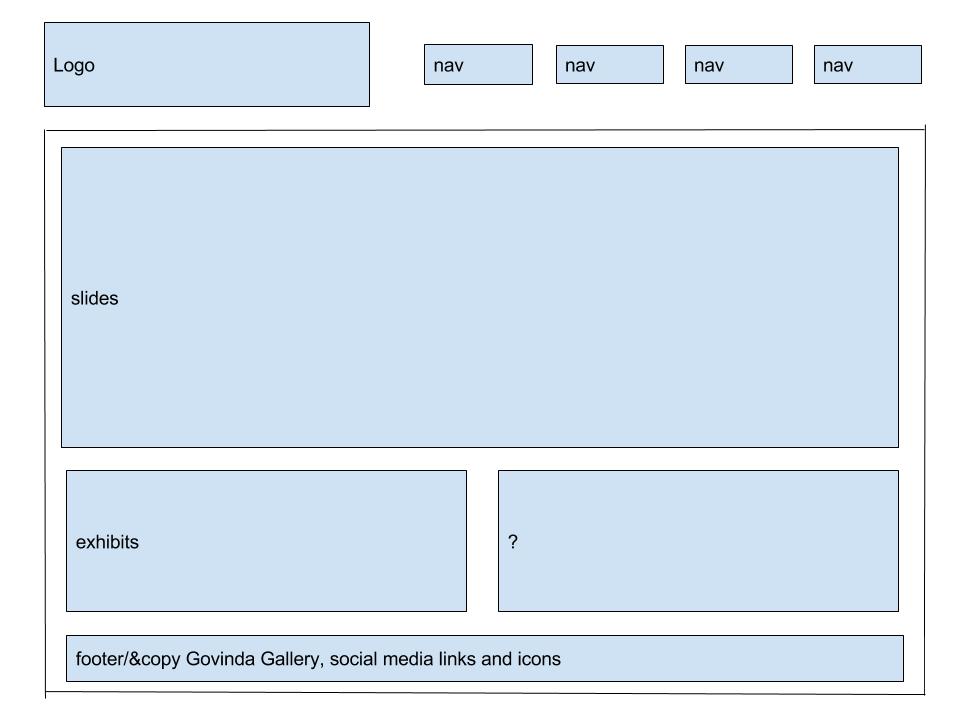 Logo
nav
nav
nav
nav
slides
exhibits
?
footer/&copy Govinda Gallery, social media links and icons